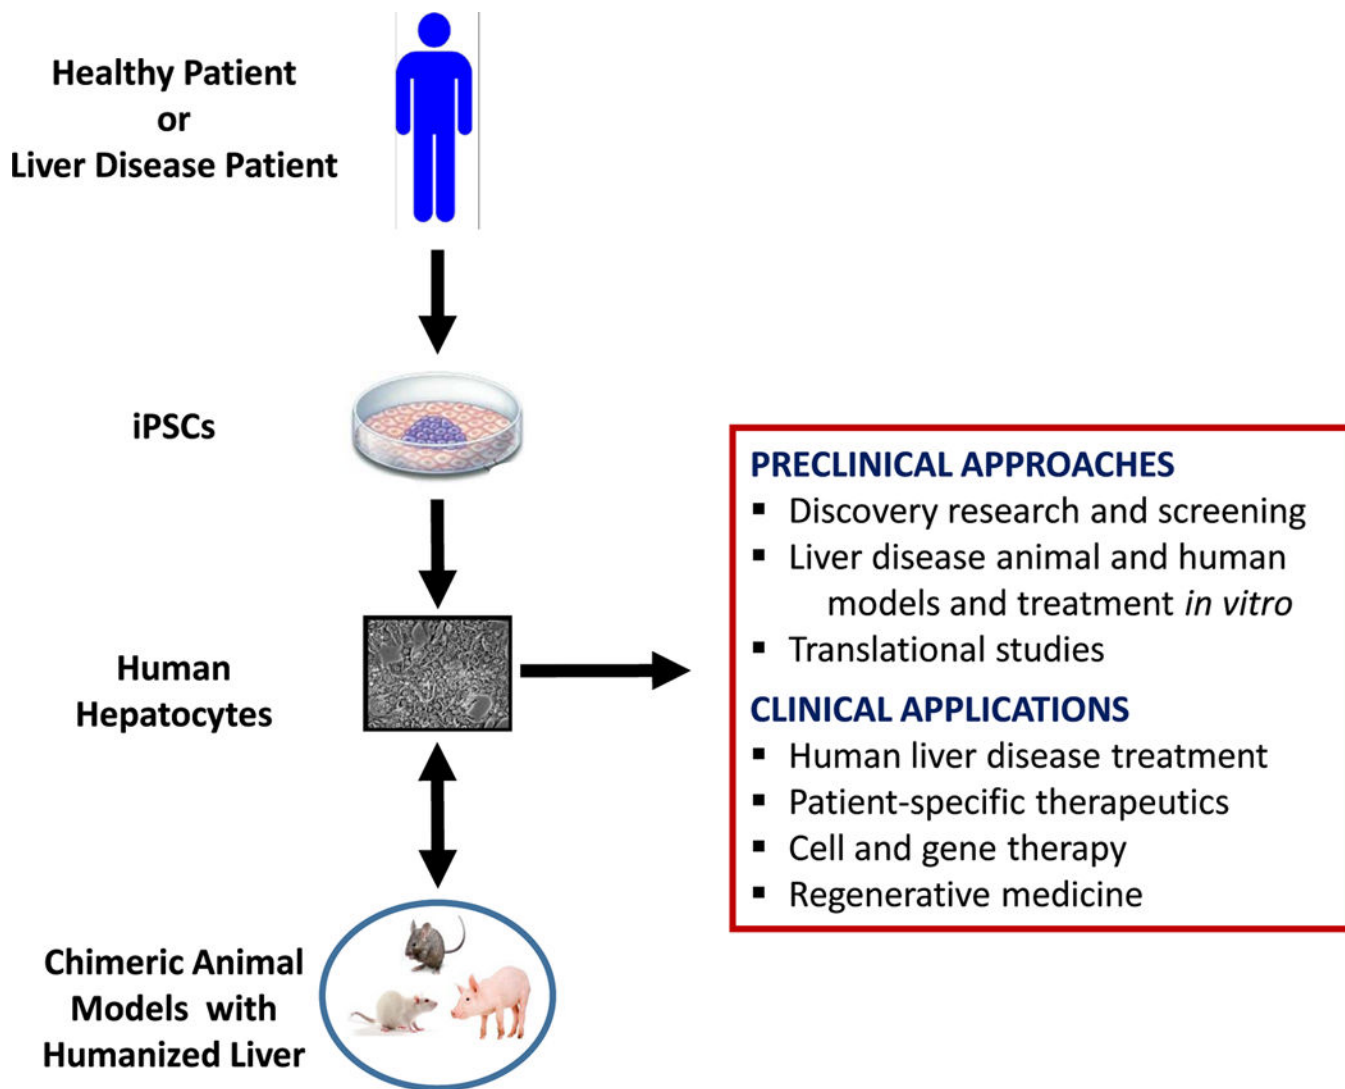 Healthy Patient
or
Liver Disease Patient
iPSCs
Human
Hepatocytes
Chimeric Animal
Models with
Humanized Liver
PRECLINICAL APPROACHES
▪ Discovery research and screening
▪ Liver disease animal and human
models and treatment in vitro
▪ Translational studies
CLINICAL APPLICATIONS
▪ Human liver disease treatment
▪ Patient-specific therapeutics
▪ Cell and gene therapy
▪ Regenerative medicine